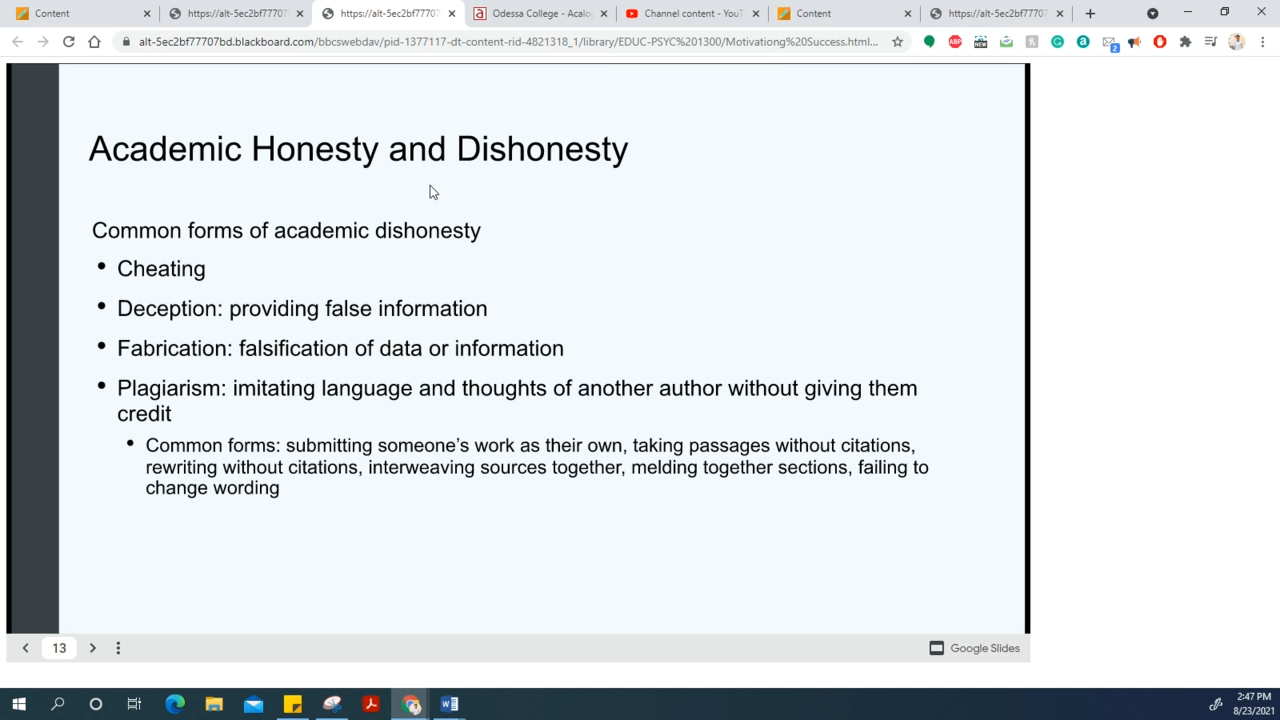 Content
https://alt-5ec2bf77707
https://alt-5ec2bf77707
Odessa College - Acalo
Channel content - YouT
Content
https://alt-5ec2bf77707
alt-5ec2bf77707bd.blackboard.com/bbcswebdav/pid-1377117-dt-content-rid-4821318_1/library/EDUC-PSYC%201300/Motivationg%20Success.html...
ABP
NEW
2
Academic Honesty and Dishonesty
Common forms of academic dishonesty
• Cheating
• Deception: providing false information
• Fabrication: falsification of data or information
• Plagiarism: imitating language and thoughts of another author without giving them
credit
• Common forms: submitting someone’s work as their own, taking passages without citations,
rewriting without citations, interweaving sources together, melding together sections, failing to
change wording
13
Google Slides
2:47 PM
8/23/2021